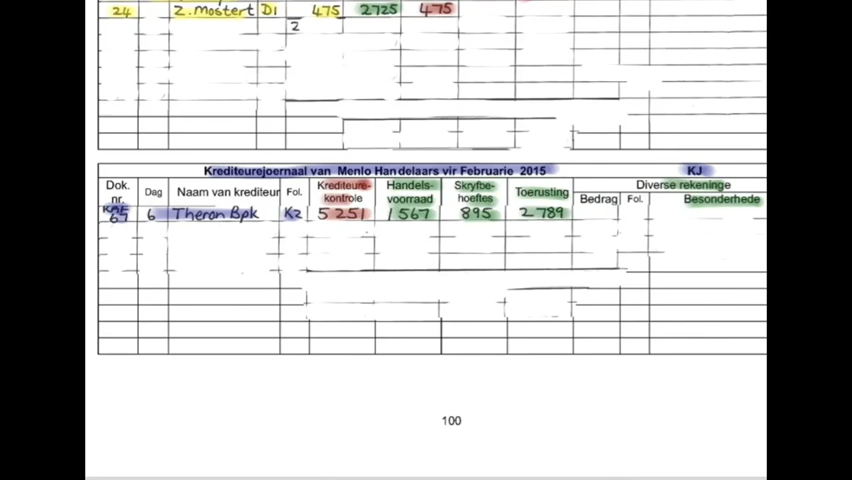 24 Z. Mostert D1 475 2725 475
2
Krediteurejoernaal van Menlo Handelaars vir Februarie 2015 KJ
Dok. nr. Dag Naam van krediteur Fol. Krediteure-kontrole Handels-voorraad Skryfbe-hoeftes Toerusting Diverse rekeninge
Bedrag Fol. Besonderhede
67 6 Theron Bpk K2 5 251 1 567 895 2 789
100